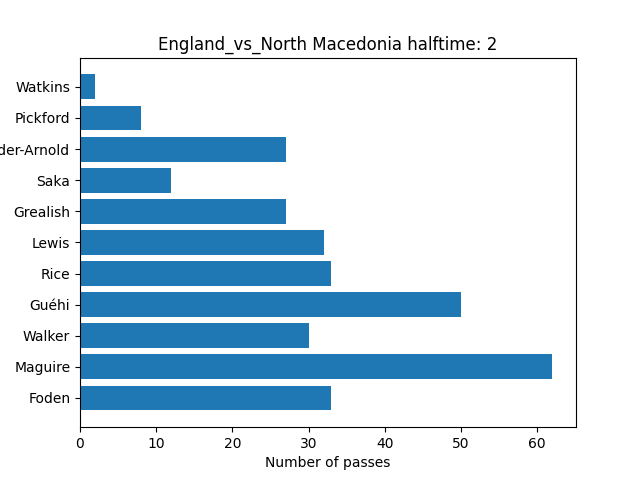 England_vs_North Macedonia halftime: 2
Watkins
Pickford
der-Arnold
Saka
Grealish
Lewis
Rice
Guéhi
Walker
Maguire
Foden
0 10 20 30 40 50 60
Number of passes